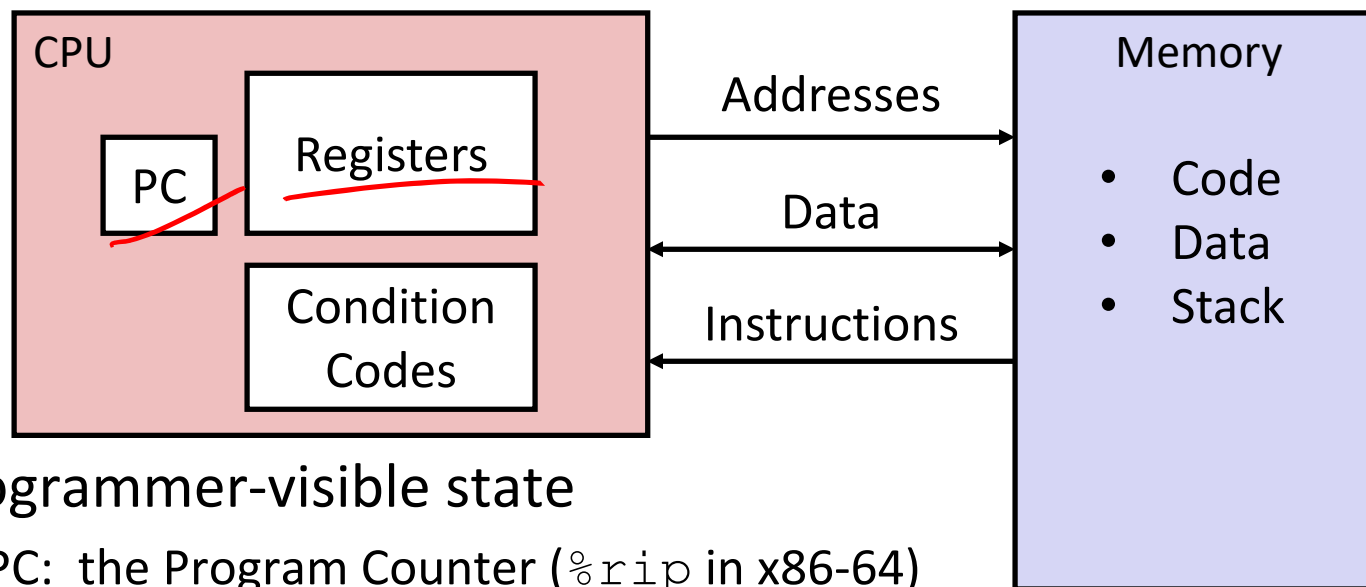 CPU
PC
Registers
Condition
Codes
Addresses
Data
Instructions
Memory
• Code
• Data
• Stack
ogrammer-visible state
PC: the Program Counter (%rip in x86-64)